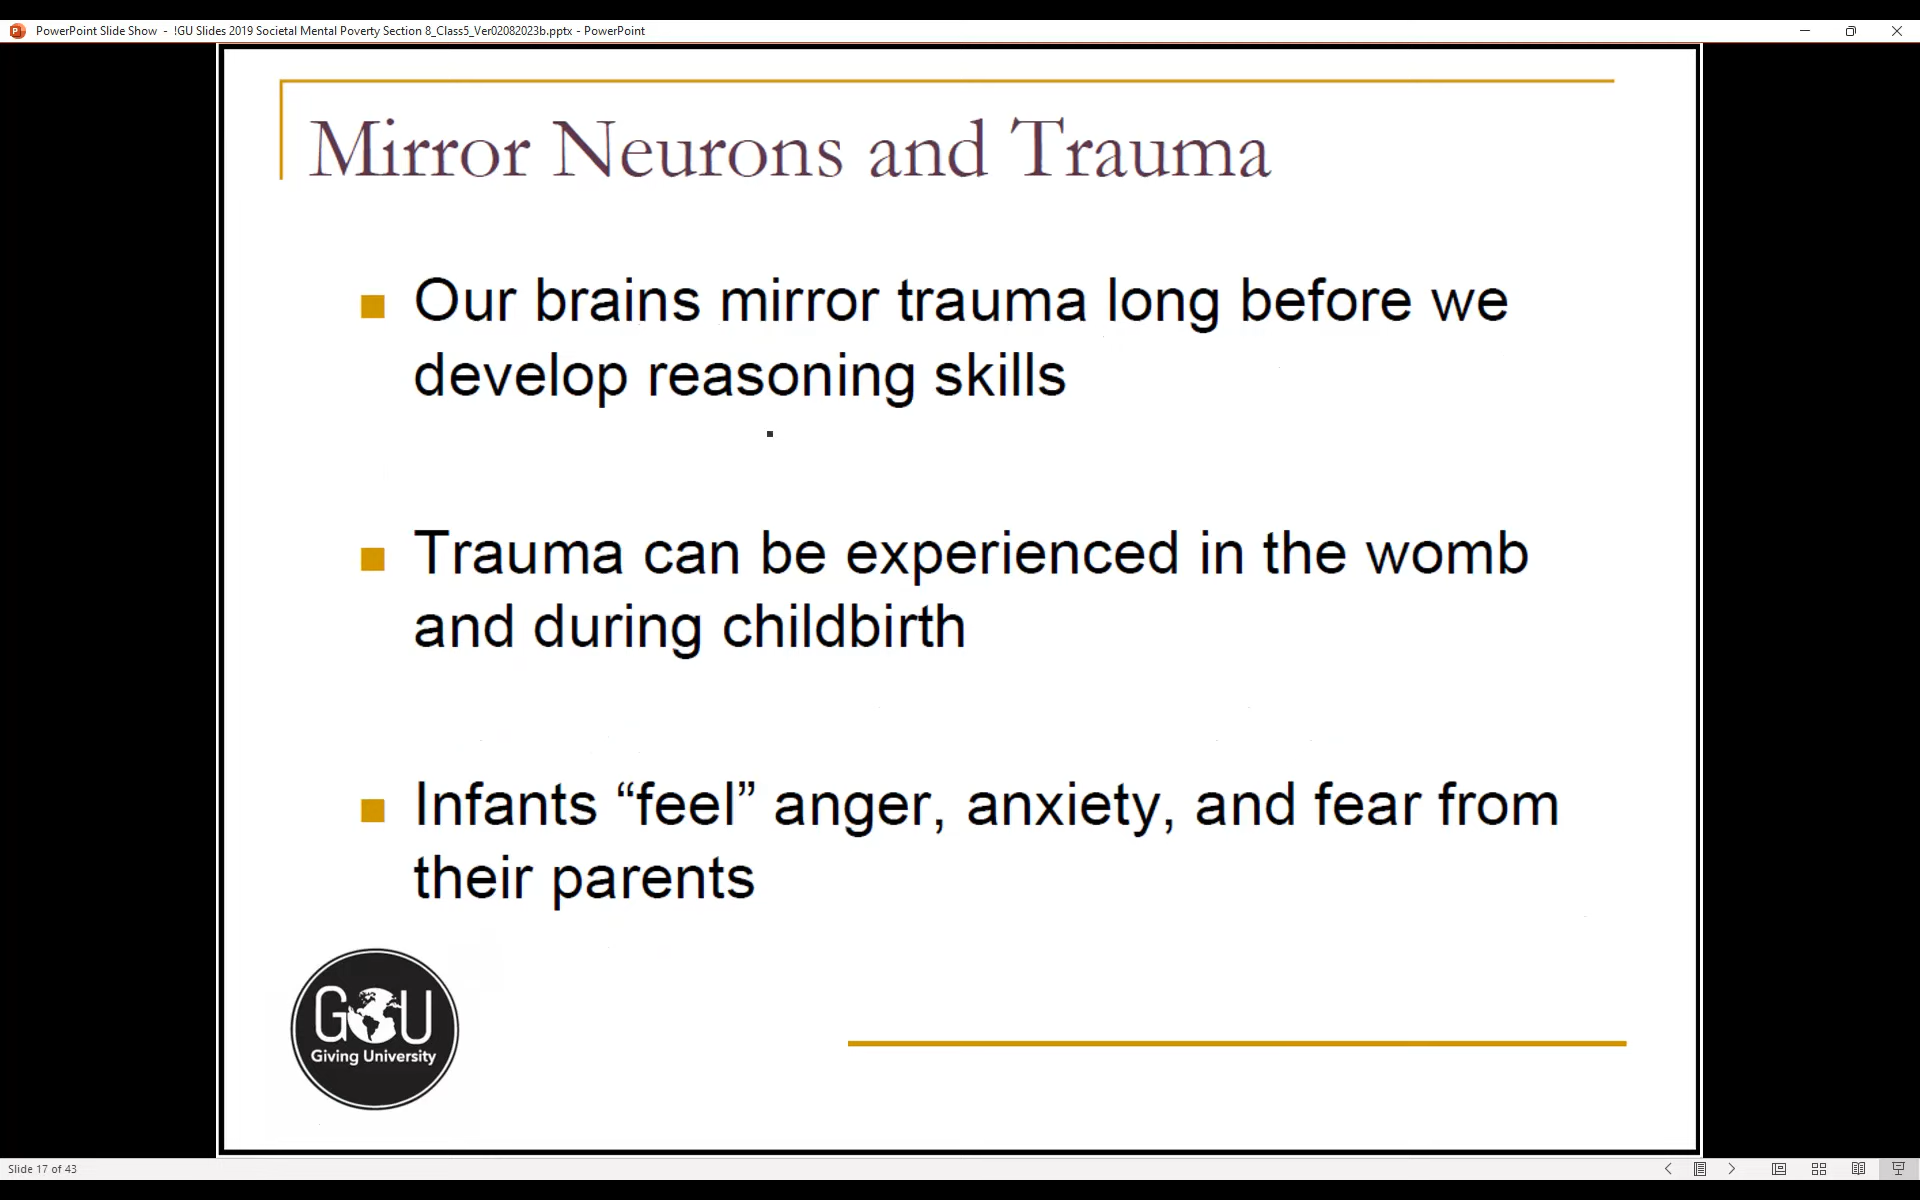 PowerPoint Slide Show - !GU Slides 2019 Societal Mental Poverty Section 8_Class5_Ver02082023b.pptx - PowerPoint
Mirror Neurons and Trauma
Our brains mirror trauma long before we
develop reasoning skills
Trauma can be experienced in the womb
and during childbirth
Infants “feel” anger, anxiety, and fear from
their parents
GU
Giving University
Slide 17 of 43